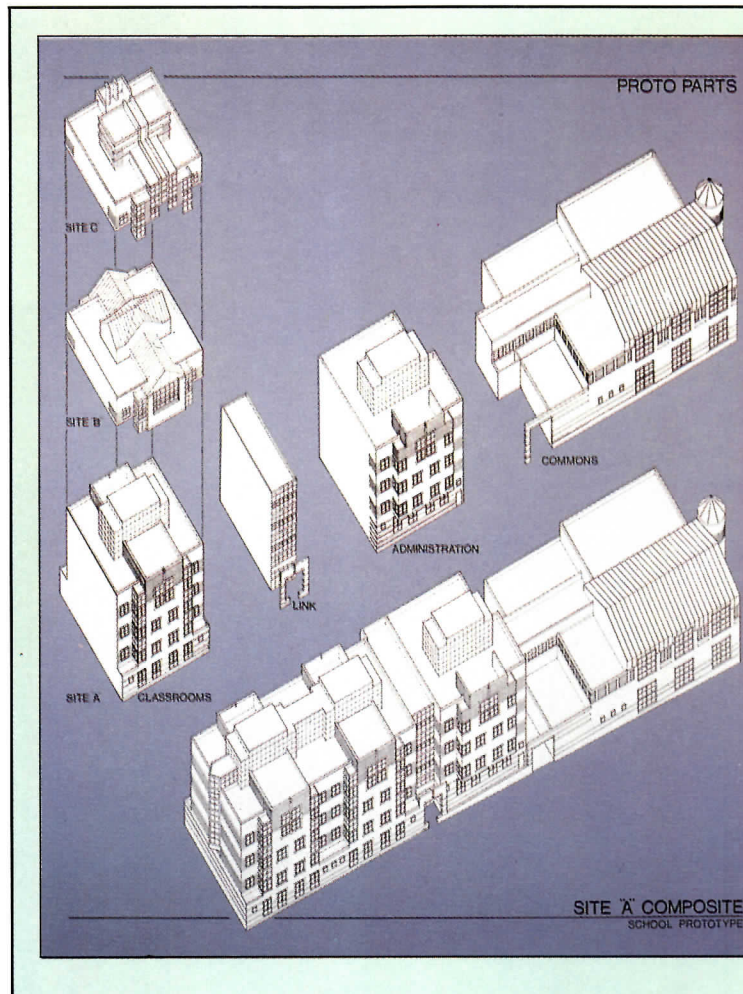 PROTO PARTS
SITE C
SITE B
COMMONS
ADMINISTRATION
LINK
SITE A
CLASSROOMS
SITE "A" COMPOSITE
SCHOOL PROTOTYPE